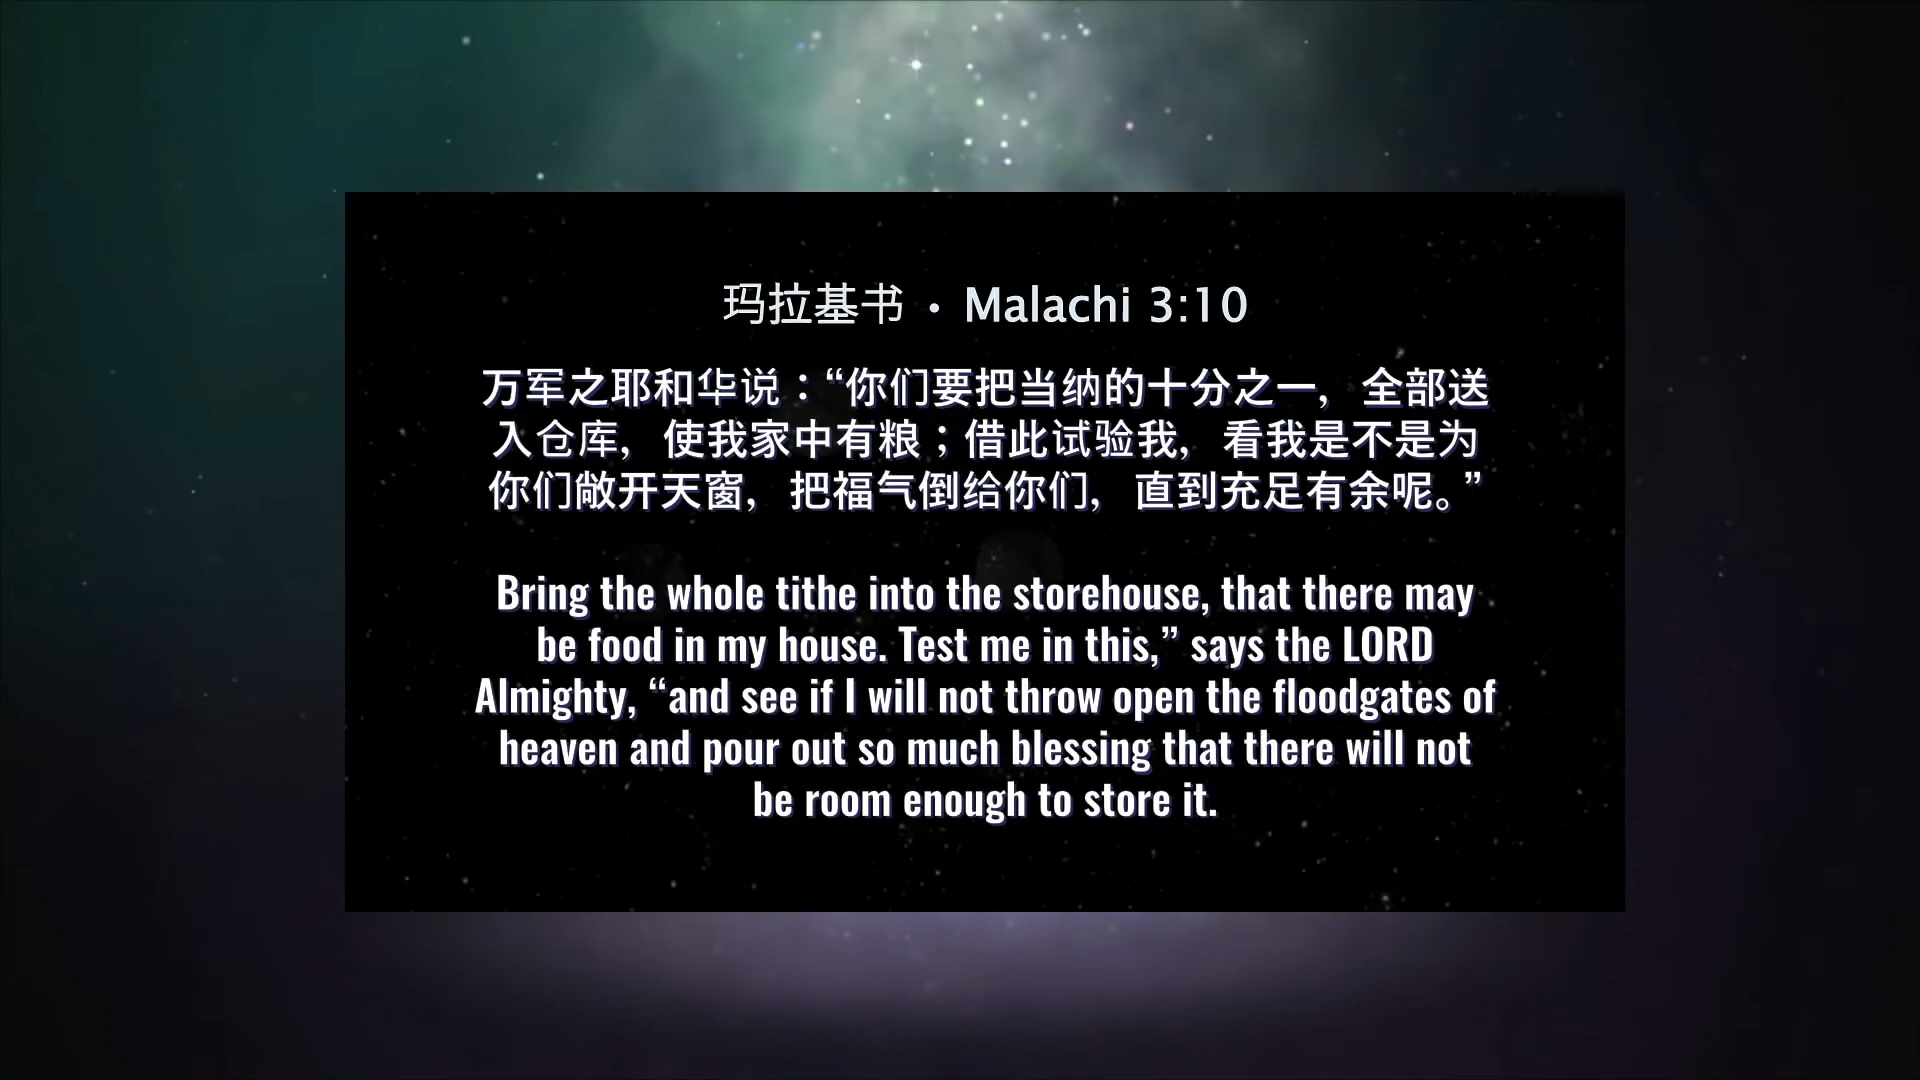 玛拉基书 • Malachi 3:10
万军之耶和华说：“你们要把当纳的十分之一，全部送
入仓库，使我家中有粮；借此试验我，看我是不是为
你们敞开天窗，把福气倒给你们，直到充足有余呢。”
Bring the whole tithe into the storehouse, that there may
be food in my house. Test me in this,” says the LORD
Almighty, “and see if I will not throw open the floodgates of
heaven and pour out so much blessing that there will not
be room enough to store it.